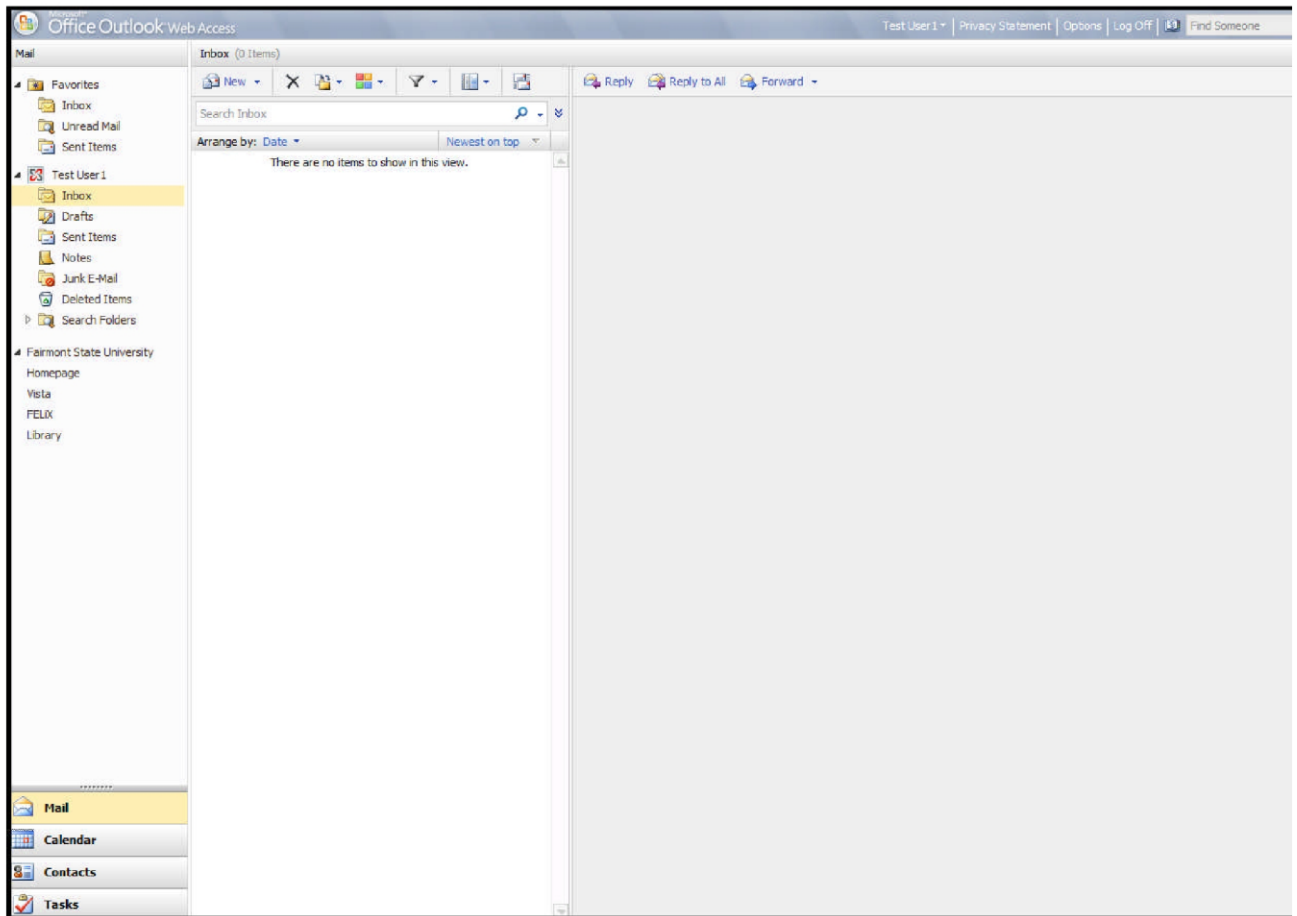 Microsoft®
Office Outlook Web Access
Test User1 | Privacy Statement | Options | Log Off | Find Someone
Mail
Inbox (0 Items)
Favorites
Inbox
Unread Mail
Sent Items
Test User1
Inbox
Drafts
Sent Items
Notes
Junk E-Mail
Deleted Items
Search Folders
Fairmont State University
Homepage
Vista
FELiX
Library
Mail
Calendar
Contacts
Tasks
New
Search Inbox
Arrange by: Date Newest on top
There are no items to show in this view.
Reply Reply to All Forward